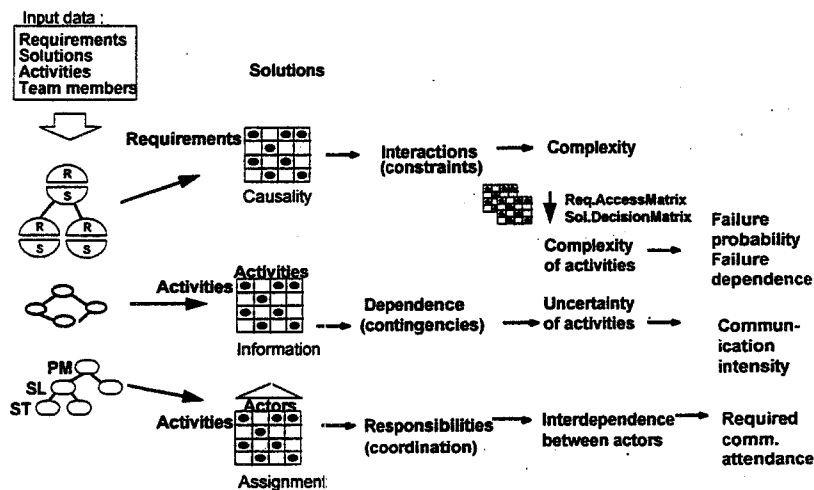 Input data :
Requirements
Solutions
Activities
Team members
Solutions
Requirements
Causality
Interactions
(constraints)
Complexity
Req.AccessMatrix
Sol.DecisionMatrix
Complexity
of activities
Failure
probability
Failure
dependence
R
S
R
S
R
S
Activities
Activities
Information
Dependence
(contingencies)
Uncertainty
of activities
Commun-
ication
intensity
PM
SL
ST
Activities
Actors
Assignment
Responsibilities
(coordination)
Interdependence
between actors
Required
comm.
attendance